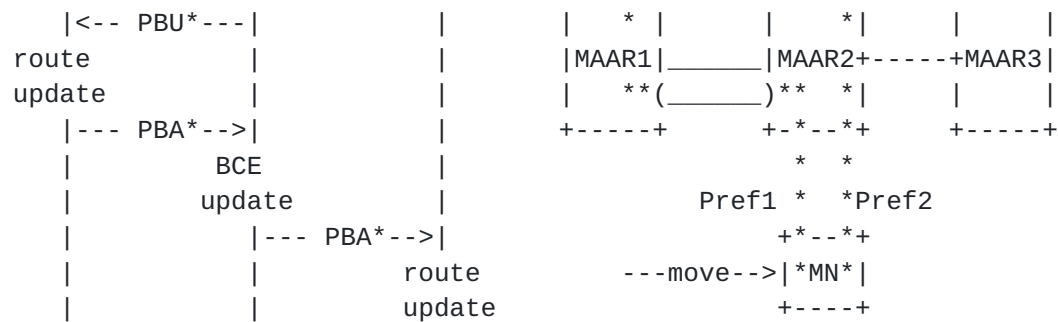 |<-- PBU*---|            |       |   * |      |    *|     |     |
route           |            |       |MAAR1|______|MAAR2+-----+MAAR3|
update          |            |       |   **(______)** *|     |     |
|--- PBA*-->|            |       +-----+      +-*--*+     +-----+
|          BCE           |                      *  *
|         update         |                Pref1 *  *Pref2
|           |--- PBA*-->|                     +*--*+
|           |         route         ---move-->|*MN*|
|           |         update                  +----+